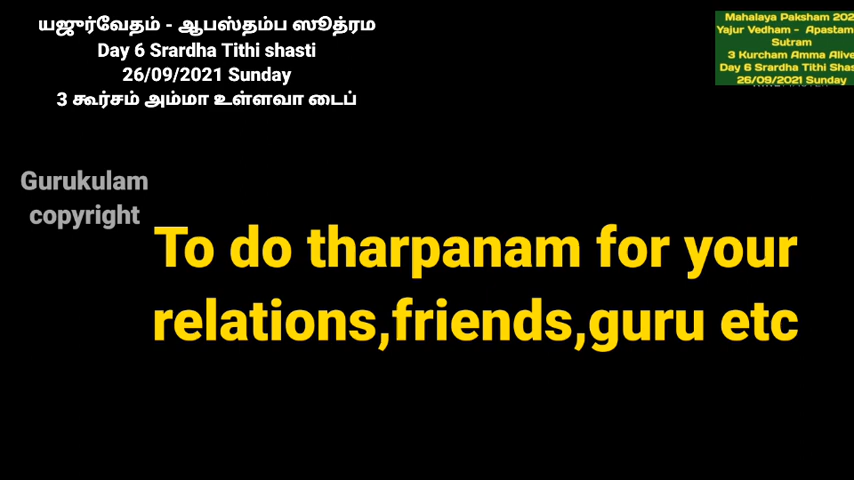 யஜுர்வேதம் - ஆபஸ்தம்ப ஸூத்ரம
Day 6 Srardha Tithi shasti
26/09/2021 Sunday
3 கூர்சம் அம்மா உள்ளவா டைப்
Mahalaya Paksham 202
Yajur Vedham - Apastam
Sutram
3 Kurcham Amma Alive
Day 6 Srardha Tithi Shas
26/09/2021 Sunday
Gurukulam
copyright
To do tharpanam for your
relations,friends,guru etc